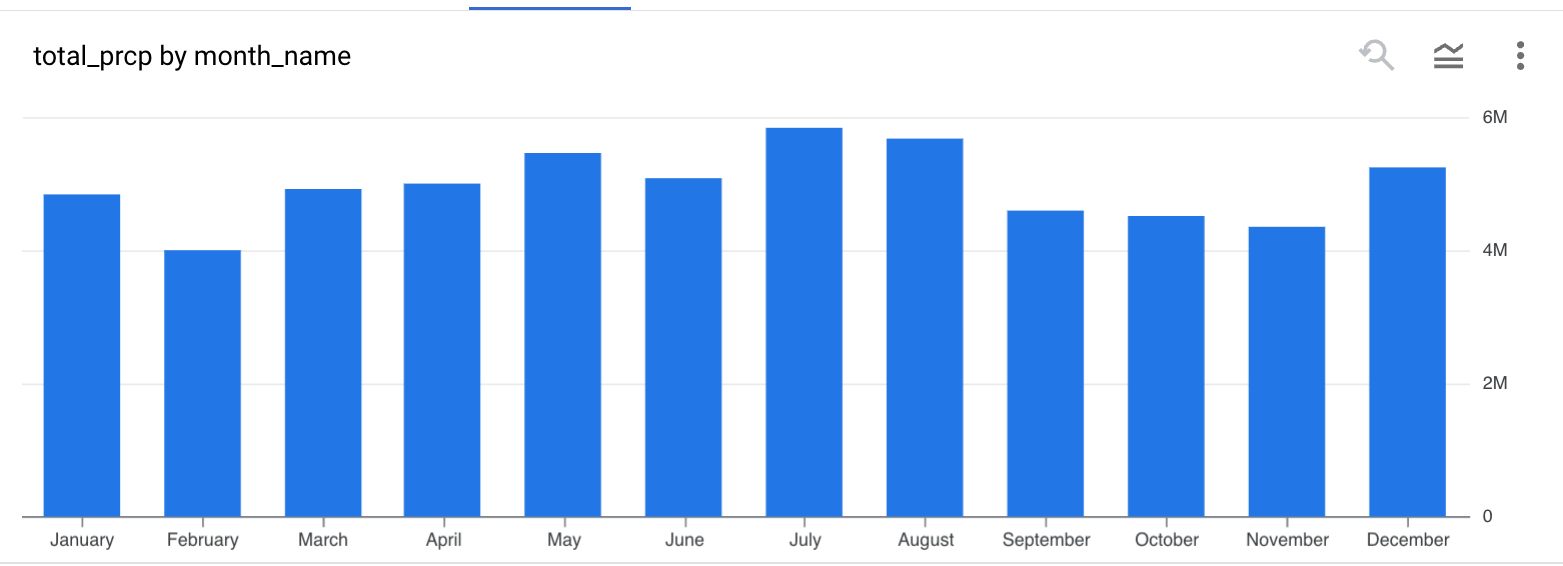 total_prcp by month_name
6M
4M
2M
0
January February March April May June July August September October November December